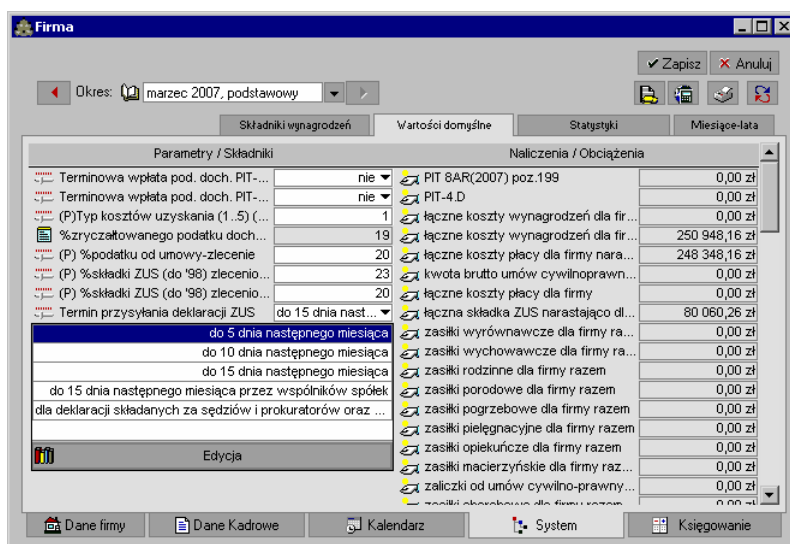 Firma
Zapisz Anuluj
Okres: marzec 2007, podstawowy
Składniki wynagrodzeń Wartości domyślne Statystyki Miesiące-lata
Parametry / Składniki Naliczenia / Obciążenia
Terminowa wpłata pod. doch. PIT-... nie PIT 8AR(2007) poz.199 0,00 zł
Terminowa wpłata pod. doch. PIT-... nie PIT-4.D 0,00 zł
(P)Typ kosztów uzyskania (1..5) (... 1 łączne koszty wynagrodzeń dla fir... 0,00 zł
%zryczałtowanego podatku doch... 19 łączne koszty wynagrodzeń dla fir... 250 948,16 zł
(P) %podatku od umowy-zlecenie 20 łączne koszty płacy dla firmy nara... 248 348,16 zł
(P) %składki ZUS (do '98) zlecenio... 23 kwota brutto umów cywilnoprawn... 0,00 zł
(P) %składki ZUS (do '98) zlecenio... 20 łączne koszty płacy dla firmy 0,00 zł
Termin przysyłania deklaracji ZUS do 15 dnia nast... łączna składka ZUS narastająco dl... 80 060,26 zł
do 5 dnia następnego miesiąca zasiłki wyrównawcze dla firmy ra... 0,00 zł
do 10 dnia następnego miesiąca zasiłki wychowawcze dla firmy ra... 0,00 zł
do 15 dnia następnego miesiąca zasiłki rodzinne dla firmy razem 0,00 zł
do 15 dnia następnego miesiąca przez wspólników spółek zasiłki porodowe dla firmy razem 0,00 zł
dla deklaracji składanych za sędziów i prokuratorów oraz ... zasiłki pogrzebowe dla firmy razem 0,00 zł
zasiłki pielęgnacyjne dla firmy razem 0,00 zł
Edycja zasiłki opiekuńcze dla firmy razem 0,00 zł
zasiłki macierzyńskie dla firmy raz... 0,00 zł
zaliczki od umów cywilno-prawny... 0,00 zł
zasiłki chorobowe dla firmy razem 0,00 zł
Dane firmy Dane Kadrowe Kalendarz System Księgowanie